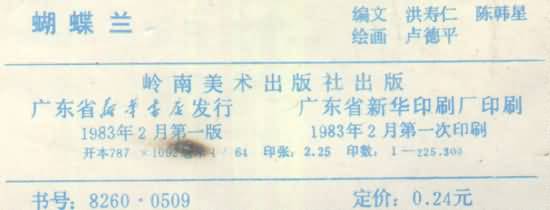 蝴蝶兰
编文 洪寿仁 陈韩星
绘画 卢德平
岭南美术出版社出版
广东省新华书店发行 广东省新华印刷厂印刷
1983年2月第一版 1983年2月第一次印刷
开本787 × 1092 / 64 印张:2.25 印数:1—225.300
书号:8260·0509 定价:0.24元